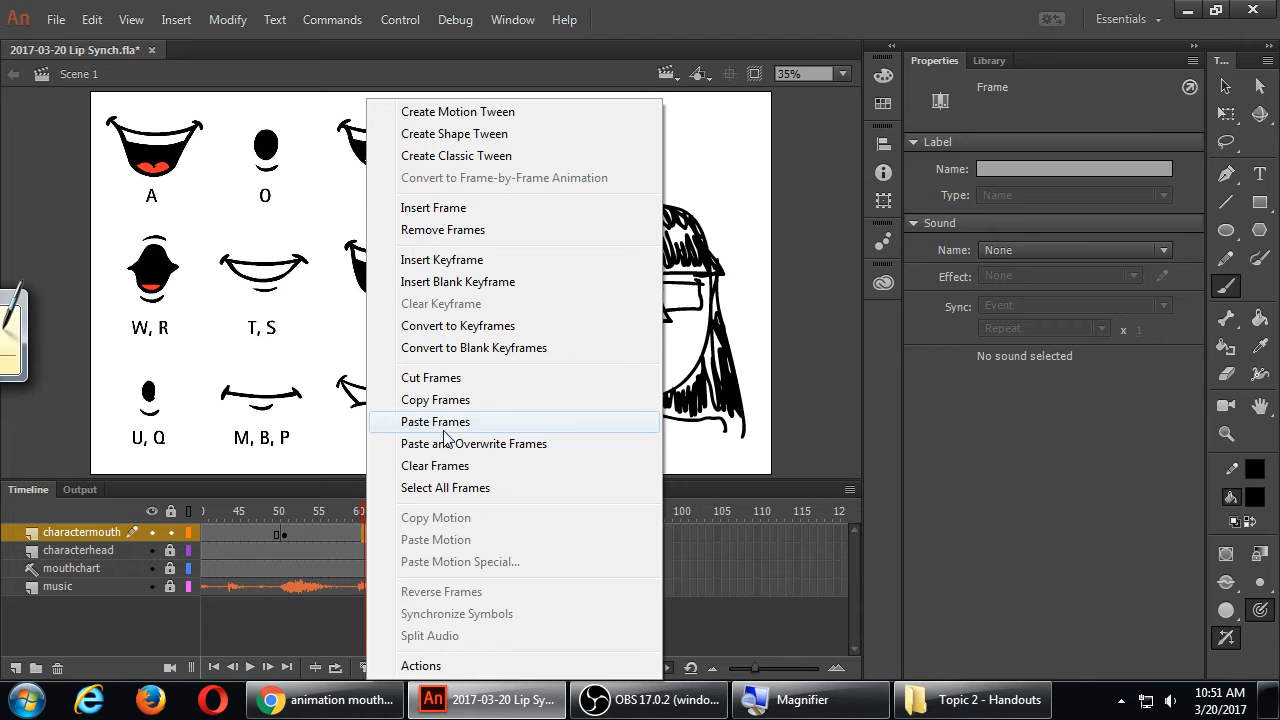 An File Edit View Insert Modify Text Commands Control Debug Window Help Essentials
2017-03-20 Lip Synch.fla* ×
Scene 1 35%
Properties Library T...
Frame
Label
Name:
Type: Name
Sound
Name: None
Effect: None
Sync: Event
Repeat x 1
No sound selected
A O
W, R T, S
U, Q M, B, P
Create Motion Tween
Create Shape Tween
Create Classic Tween
Convert to Frame-by-Frame Animation
Insert Frame
Remove Frames
Insert Keyframe
Insert Blank Keyframe
Clear Keyframe
Convert to Keyframes
Convert to Blank Keyframes
Cut Frames
Copy Frames
Paste Frames
Paste and Overwrite Frames
Clear Frames
Select All Frames
Copy Motion
Paste Motion
Paste Motion Special...
Reverse Frames
Synchronize Symbols
Split Audio
Actions
Timeline Output
45 50 55 100 105 110 115 12
charactermouth
characterhead
mouthchart
music
animation mouth... An 2017-03-20 Lip Syn... OBS 17.0.2 (windo... Magnifier Topic 2 - Handouts
10:51 AM
3/20/2017